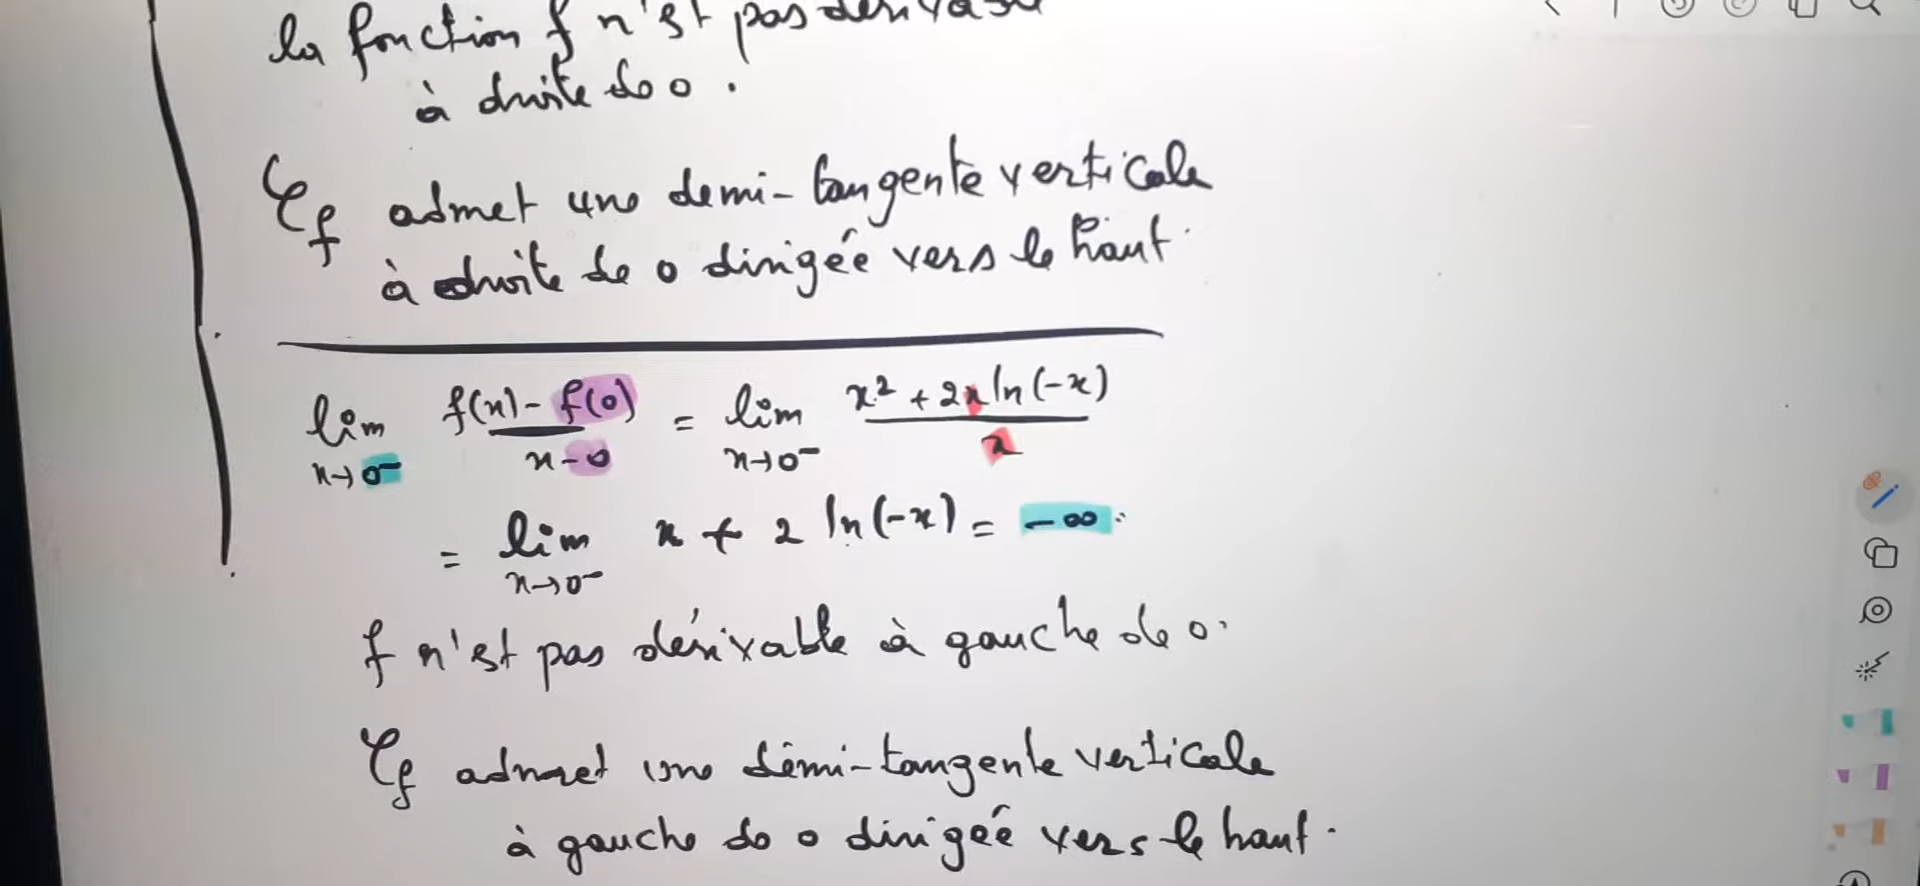 la fonction f n'est pas dérivable
à droite de 0.
𝒞f admet une demi-tangente verticale
à droite de 0 dirigée vers le haut.
lim x→0⁻ (f(x) - f(0))/(x-0) = lim x→0⁻ (x² + 2x ln(-x))/x
= lim x→0⁻ x + 2 ln(-x) = -∞.
f n'est pas dérivable à gauche de 0.
𝒞f admet une demi-tangente verticale
à gauche de 0 dirigée vers le haut.